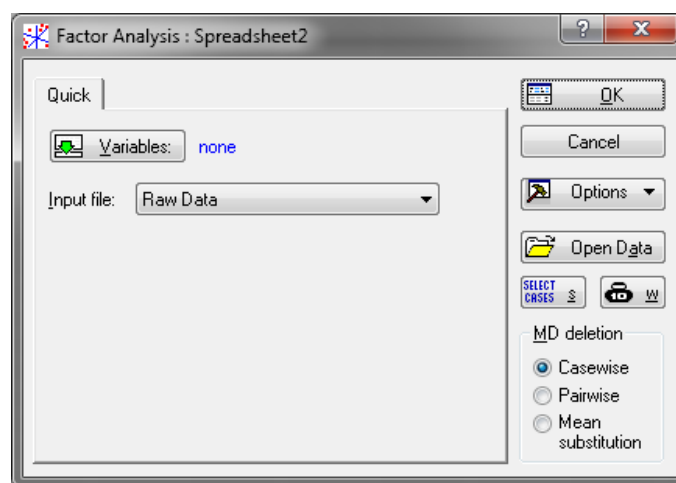 Factor Analysis : Spreadsheet2
? x
Quick
Variables: none
Input file: Raw Data
OK
Cancel
Options
Open Data
SELECT CASES S
W
MD deletion
Casewise
Pairwise
Mean
substitution